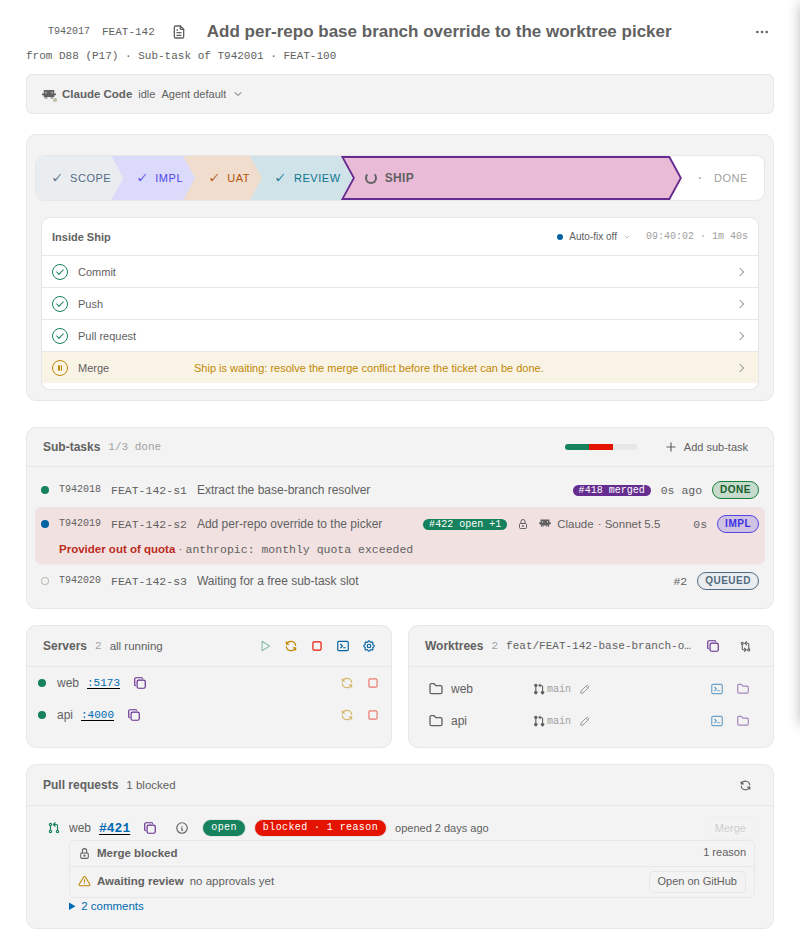 T942017 FEAT-142 Add per-repo base branch override to the worktree picker
from D88 (P17) · Sub-task of T942001 · FEAT-100
Claude Code idle Agent default
SCOPE IMPL UAT REVIEW SHIP DONE
Inside Ship Auto-fix off 09:40:02 · 1m 40s
Commit
Push
Pull request
Merge Ship is waiting: resolve the merge conflict before the ticket can be done.
Sub-tasks 1/3 done Add sub-task
T942018 FEAT-142-s1 Extract the base-branch resolver #418 merged 0s ago DONE
T942019 FEAT-142-s2 Add per-repo override to the picker #422 open +1 Claude · Sonnet 5.5 0s IMPL
Provider out of quota · anthropic: monthly quota exceeded
T942020 FEAT-142-s3 Waiting for a free sub-task slot #2 QUEUED
Servers 2 all running
web :5173
api :4000
Worktrees 2 feat/FEAT-142-base-branch-o…
web main
api main
Pull requests 1 blocked
web #421 open blocked · 1 reason opened 2 days ago Merge
Merge blocked 1 reason
Awaiting review no approvals yet Open on GitHub
2 comments